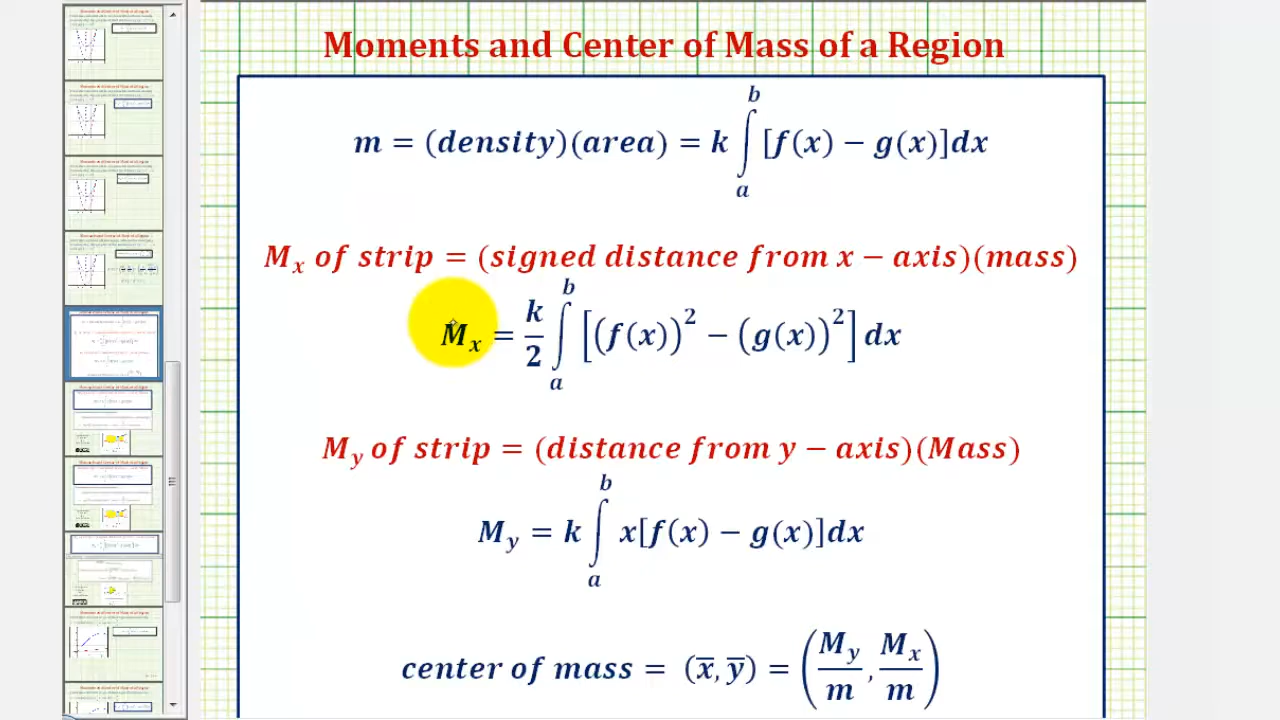 Moments and Center of Mass of a Region
m = (density)(area) = k ∫_a^b [f(x) − g(x)]dx
M_x of strip = (signed distance from x − axis)(mass)
M_x = k/2 ∫_a^b [(f(x))² − (g(x))²] dx
M_y of strip = (distance from y − axis)(Mass)
M_y = k ∫_a^b x[f(x) − g(x)]dx
center of mass = (x̅, y̅) = (M_y/m, M_x/m)